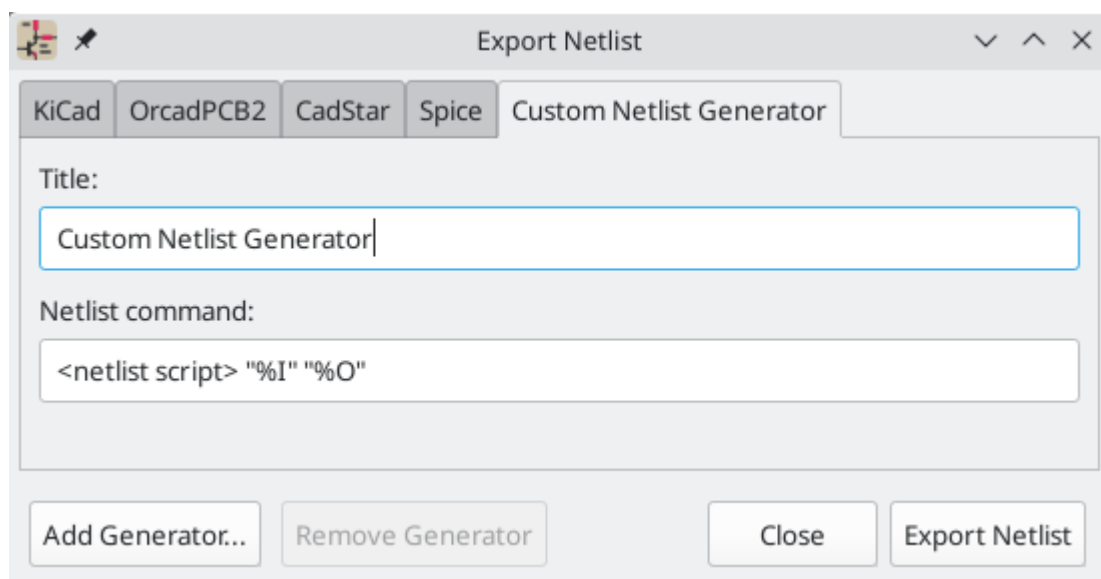 Export Netlist
KiCad OrcadPCB2 CadStar Spice Custom Netlist Generator
Title:
Custom Netlist Generator
Netlist command:
<netlist script> "%I" "%O"
Add Generator... Remove Generator Close Export Netlist